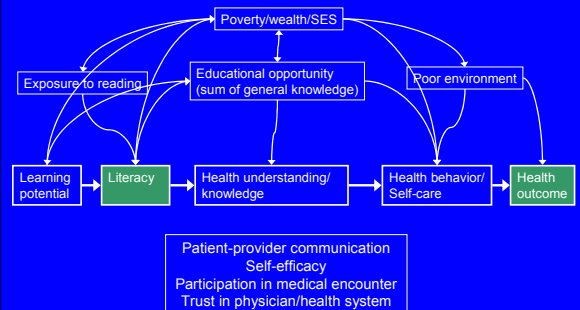 Poverty/wealth/SES
Exposure to reading
Educational opportunity
(sum of general knowledge)
Poor environment
Learning
potential
Literacy
Health understanding/
knowledge
Health behavior/
Self-care
Health
outcome
Patient-provider communication
Self-efficacy
Participation in medical encounter
Trust in physician/health system